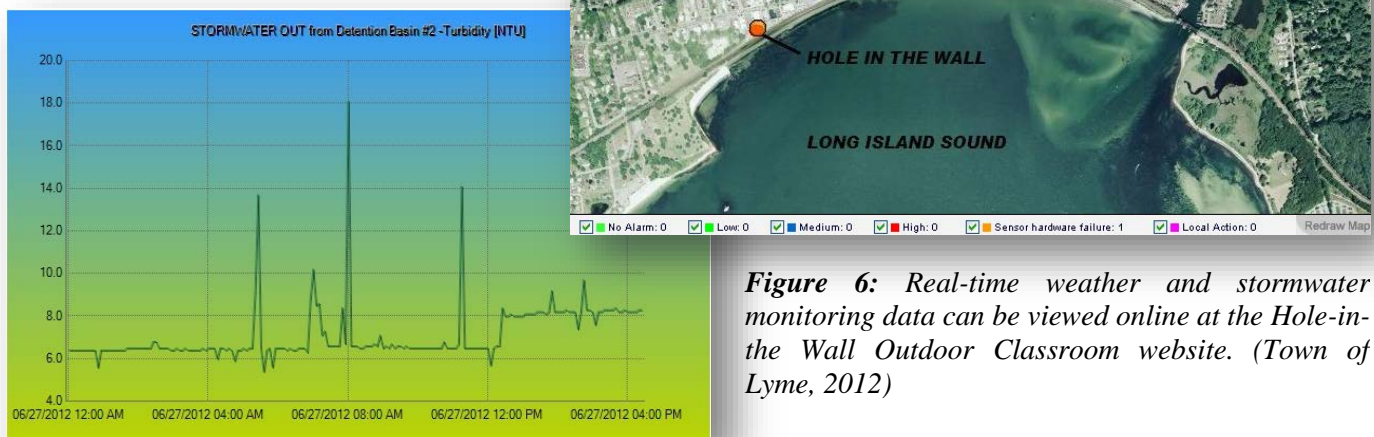 STORMWATER OUT from Detention Basin #2 -Turbidity [NTU]
20.0
18.0
16.0
14.0
12.0
10.0
8.0
6.0
4.0
06/27/2012 12:00 AM 06/27/2012 04:00 AM 06/27/2012 08:00 AM 06/27/2012 12:00 PM 06/27/2012 04:00 PM
HOLE IN THE WALL
LONG ISLAND SOUND
No Alarm: 0 Low: 0 Medium: 0 High: 0 Sensor hardware failure: 1 Local Action: 0 Redraw Map
Figure 6: Real-time weather and stormwater
monitoring data can be viewed online at the Hole-in-
the Wall Outdoor Classroom website. (Town of
Lyme, 2012)